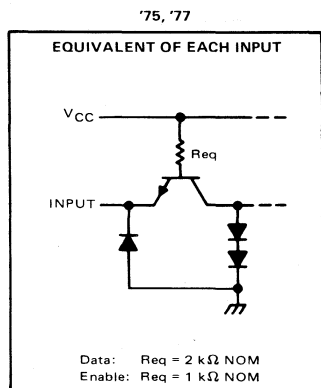 '75, '77
EQUIVALENT OF EACH INPUT
VCC
Req
INPUT
Data: Req = 2 kΩ NOM
Enable: Req = 1 kΩ NOM